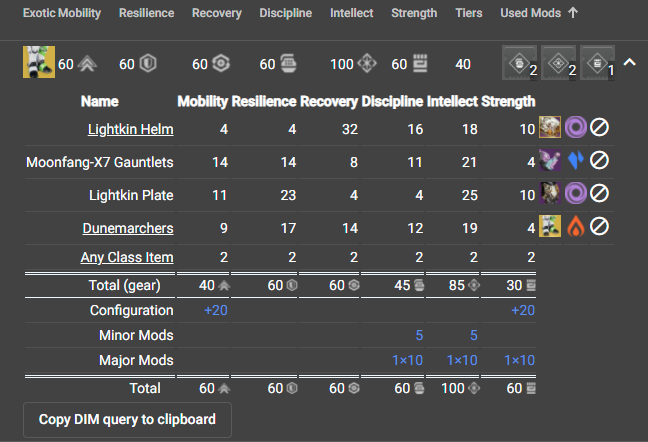 Exotic Mobility Resilience Recovery Discipline Intellect Strength Tiers Used Mods ↑
60 60 60 60 100 60 40 2 2 1
Name Mobility Resilience Recovery Discipline Intellect Strength
Lightkin Helm 4 4 32 16 18 10
Moonfang-X7 Gauntlets 14 14 8 11 21 4
Lightkin Plate 11 23 4 4 25 10
Dunemarchers 9 17 14 12 19 4
Any Class Item 2 2 2 2 2 2
Total (gear) 40 60 60 45 85 30
Configuration +20 +20
Minor Mods 5 5
Major Mods 1×10 1×10 1×10
Total 60 60 60 60 100 60
Copy DIM query to clipboard